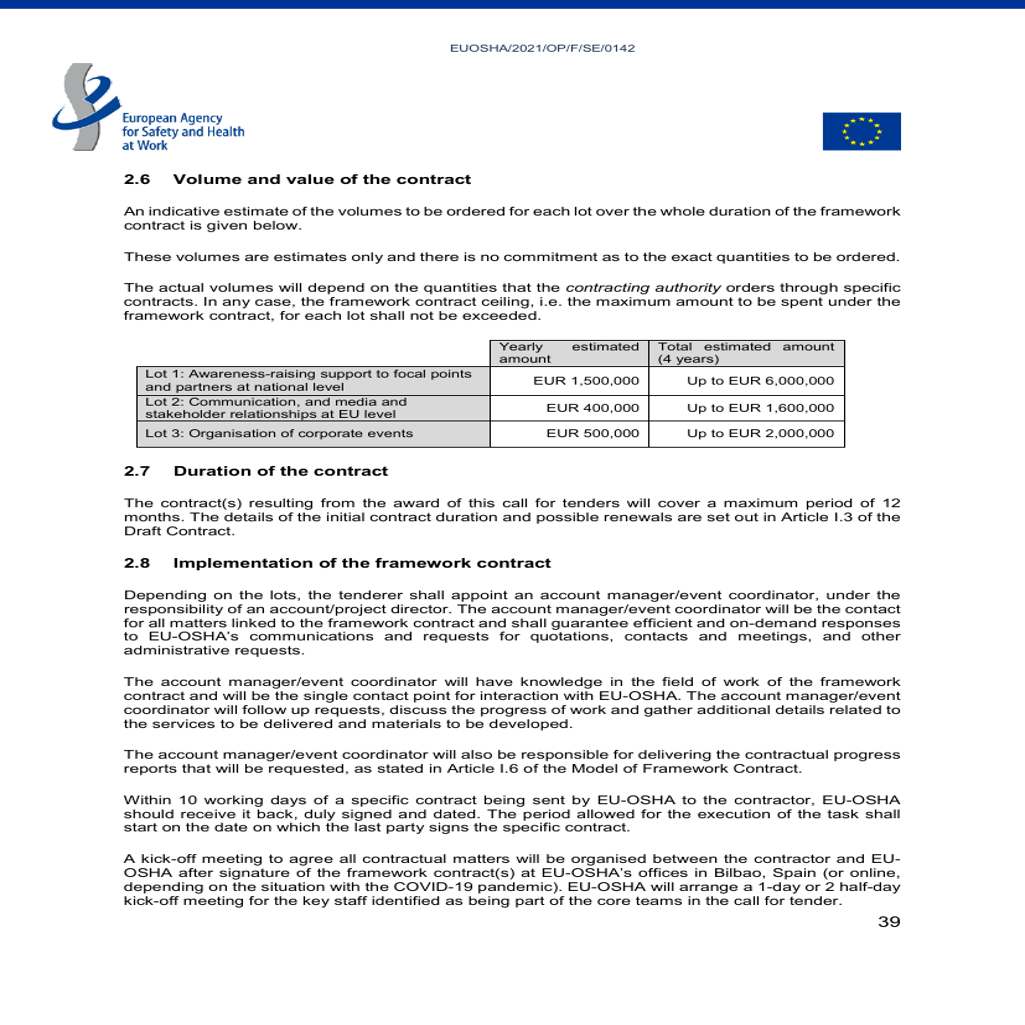 EUOSHA/2021/OP/F/SE/0142
European Agency
for Safety and Health
at Work
2.6 Volume and value of the contract
An indicative estimate of the volumes to be ordered for each lot over the whole duration of the framework
contract is given below.
These volumes are estimates only and there is no commitment as to the exact quantities to be ordered.
The actual volumes will depend on the quantities that the contracting authority orders through specific
contracts. In any case, the framework contract ceiling, i.e. the maximum amount to be spent under the
framework contract, for each lot shall not be exceeded.
Yearly estimated
amount
Total estimated amount
(4 years)
Lot 1: Awareness-raising support to focal points
and partners at national level
EUR 1,500,000
Up to EUR 6,000,000
Lot 2: Communication, and media and
stakeholder relationships at EU level
EUR 400,000
Up to EUR 1,600,000
Lot 3: Organisation of corporate events
EUR 500,000
Up to EUR 2,000,000
2.7 Duration of the contract
The contract(s) resulting from the award of this call for tenders will cover a maximum period of 12
months. The details of the initial contract duration and possible renewals are set out in Article I.3 of the
Draft Contract.
2.8 Implementation of the framework contract
Depending on the lots, the tenderer shall appoint an account manager/event coordinator, under the
responsibility of an account/project director. The account manager/event coordinator will be the contact
for all matters linked to the framework contract and shall guarantee efficient and on-demand responses
to EU-OSHA's communications and requests for quotations, contacts and meetings, and other
administrative requests.
The account manager/event coordinator will have knowledge in the field of work of the framework
contract and will be the single contact point for interaction with EU-OSHA. The account manager/event
coordinator will follow up requests, discuss the progress of work and gather additional details related to
the services to be delivered and materials to be developed.
The account manager/event coordinator will also be responsible for delivering the contractual progress
reports that will be requested, as stated in Article I.6 of the Model of Framework Contract.
Within 10 working days of a specific contract being sent by EU-OSHA to the contractor, EU-OSHA
should receive it back, duly signed and dated. The period allowed for the execution of the task shall
start on the date on which the last party signs the specific contract.
A kick-off meeting to agree all contractual matters will be organised between the contractor and EU-
OSHA after signature of the framework contract(s) at EU-OSHA's offices in Bilbao, Spain (or online,
depending on the situation with the COVID-19 pandemic). EU-OSHA will arrange a 1-day or 2 half-day
kick-off meeting for the key staff identified as being part of the core teams in the call for tender.
39